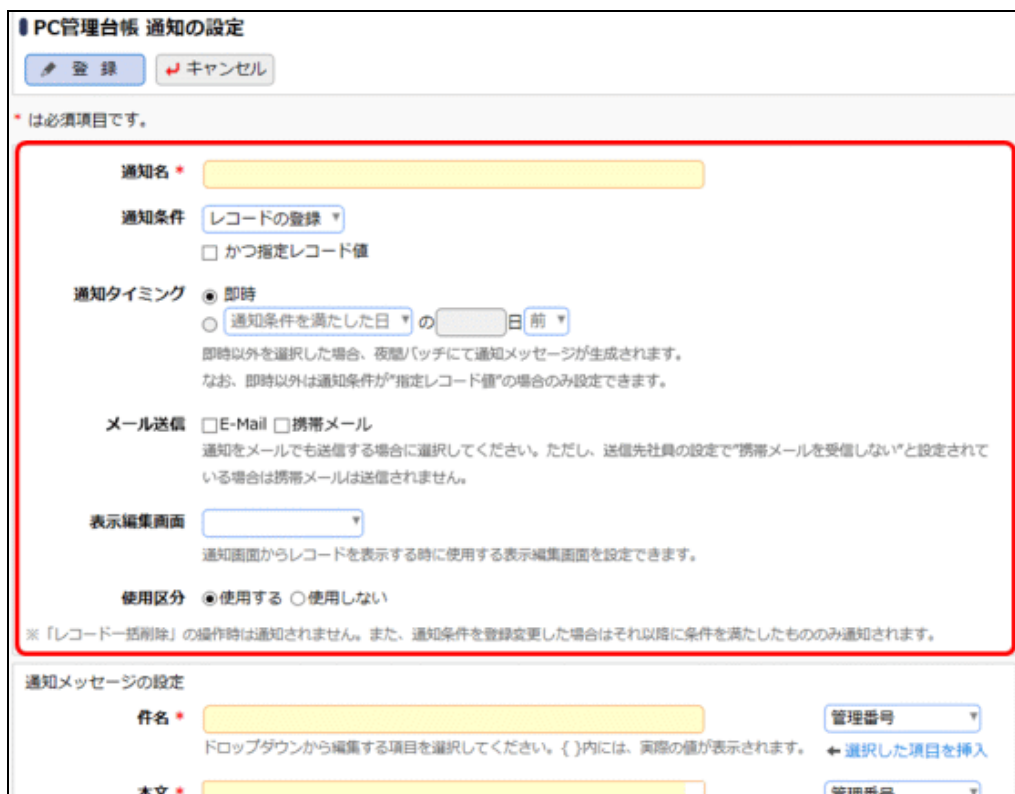 PC管理台帳 通知の設定
登 録 キャンセル
* は必須項目です。
通知名 *
通知条件 レコードの登録
かつ指定レコード値
通知タイミング 即時
通知条件を満たした日 の 日 前
即時以外を選択した場合、夜間バッチにて通知メッセージが生成されます。
なお、即時以外は通知条件が"指定レコード値"の場合のみ設定できます。
メール送信 E-Mail 携帯メール
通知をメールでも送信する場合に選択してください。ただし、送信先社員の設定で"携帯メールを受信しない"と設定されて
いる場合は携帯メールは送信されません。
表示編集画面
通知画面からレコードを表示する時に使用する表示編集画面を設定できます。
使用区分 使用する 使用しない
※「レコード一括削除」の操作時は通知されません。また、通知条件を登録変更した場合はそれ以降に条件を満たしたもののみ通知されます。
通知メッセージの設定
件名 * 管理番号
ドロップダウンから編集する項目を選択してください。{ }内には、実際の値が表示されます。 ←選択した項目を挿入
本文 * 管理番号